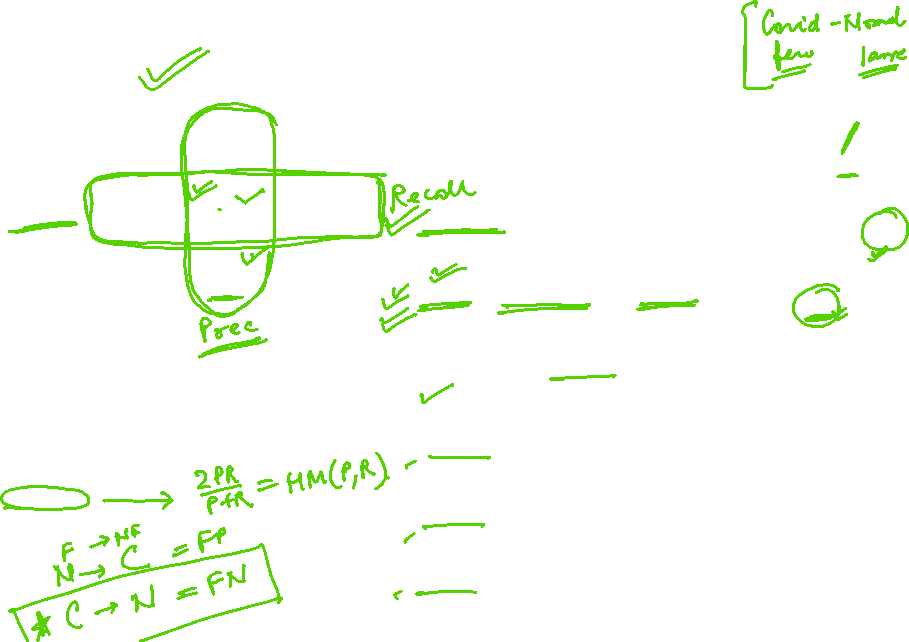 Covid - Normal
few large
Recall
Prec
2PR/P+R = HM(P,R)
F → NF
N → C = FP
* C → N = FN